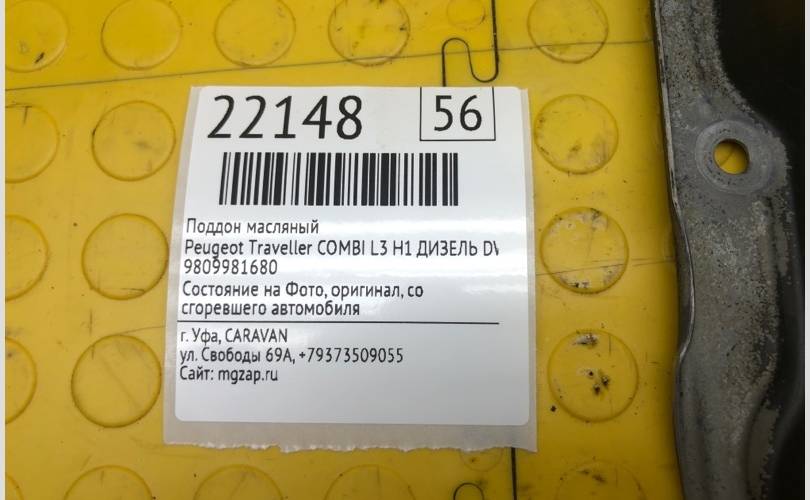 22148
56
Поддон масляный
Peugeot Traveller COMBI L3 H1 ДИЗЕЛЬ
9809981680
Состояние на Фото, оригинал, со
сгоревшего автомобиля
г. Уфа, CARAVAN
ул. Свободы 69А, +79373509055
Сайт: mgzap.ru